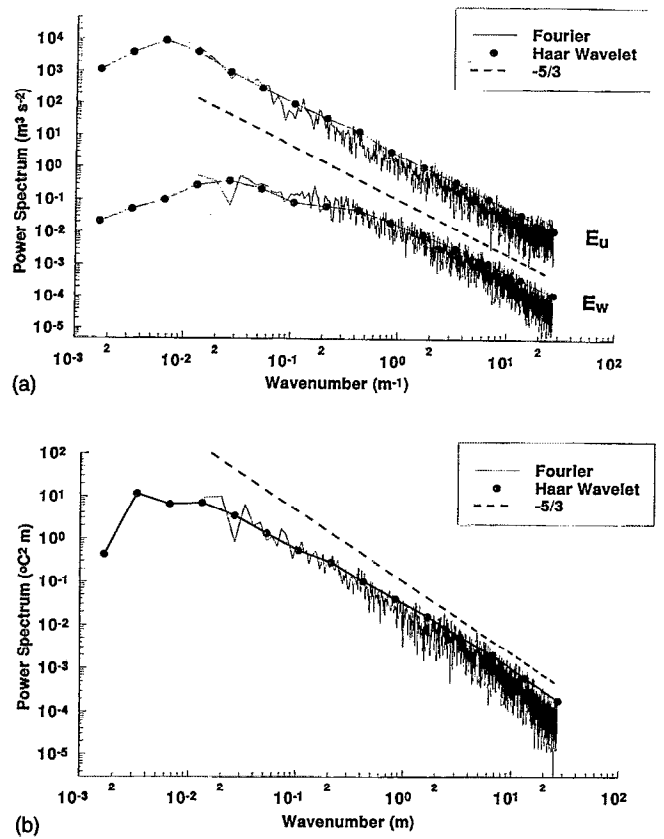 (a)
Power Spectrum (m³ s⁻²)
10⁴
10³
10²
10¹
10⁰
10⁻¹
10⁻²
10⁻³
10⁻⁴
10⁻⁵
Fourier
Haar Wavelet
-5/3
E_u
E_w
10⁻³ 2 10⁻² 2 10⁻¹ 2 10⁰ 2 10¹ 2 10²
Wavenumber (m⁻¹)
(b)
Power Spectrum (°C² m)
10²
10¹
10⁰
10⁻¹
10⁻²
10⁻³
10⁻⁴
10⁻⁵
Fourier
Haar Wavelet
-5/3
10⁻³ 2 10⁻² 2 10⁻¹ 2 10⁰ 2 10¹ 2 10²
Wavenumber (m)